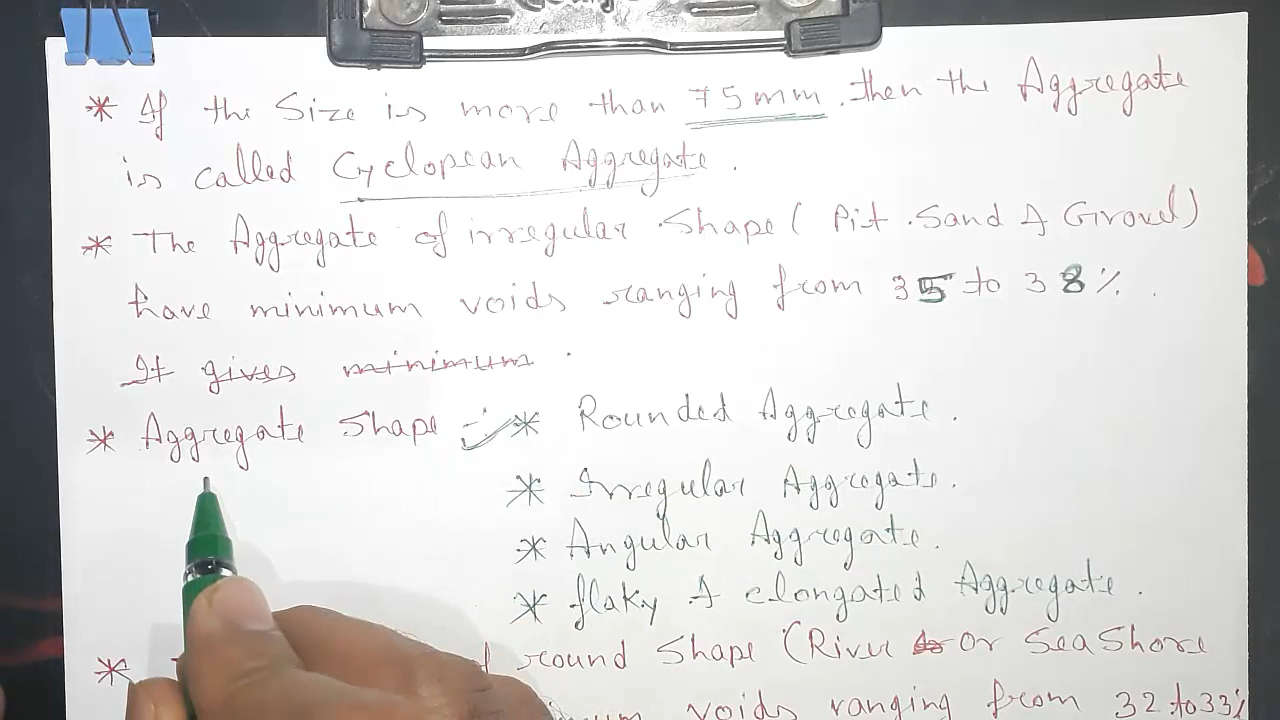 * If the Size is more than 75mm. then the Aggregate
is called Cyclopean Aggregate.
* The Aggregate of irregular Shape ( Pit Sand & Gravel)
have minimum voids ranging from 35 to 38%.
It gives minimum
* Aggregate Shape :- * Rounded Aggregate.
* Irregular Aggregate.
* Angular Aggregate.
* flaky & elongated Aggregate.
* round Shape (River or Sea Shore
voids ranging from 32 to 33%